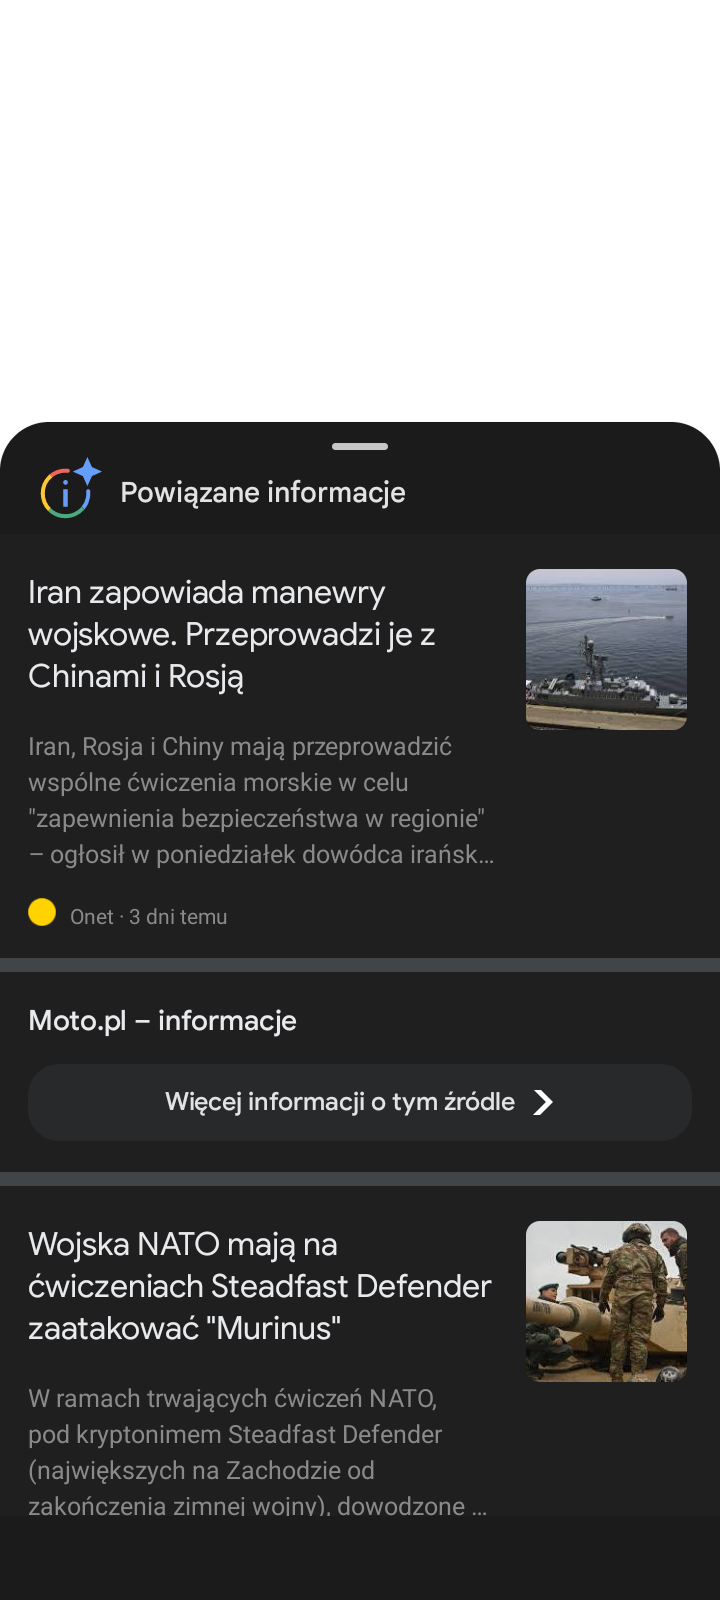 Powiązane informacje
Iran zapowiada manewry
wojskowe. Przeprowadzi je z
Chinami i Rosją
Iran, Rosja i Chiny mają przeprowadzić
wspólne ćwiczenia morskie w celu
"zapewnienia bezpieczeństwa w regionie"
– ogłosił w poniedziałek dowódca irańsk...
Onet · 3 dni temu
Moto.pl – informacje
Więcej informacji o tym źródle
Wojska NATO mają na
ćwiczeniach Steadfast Defender
zaatakować "Murinus"
W ramach trwających ćwiczeń NATO,
pod kryptonimem Steadfast Defender
(największych na Zachodzie od
zakończenia zimnej wojny), dowodzone ...